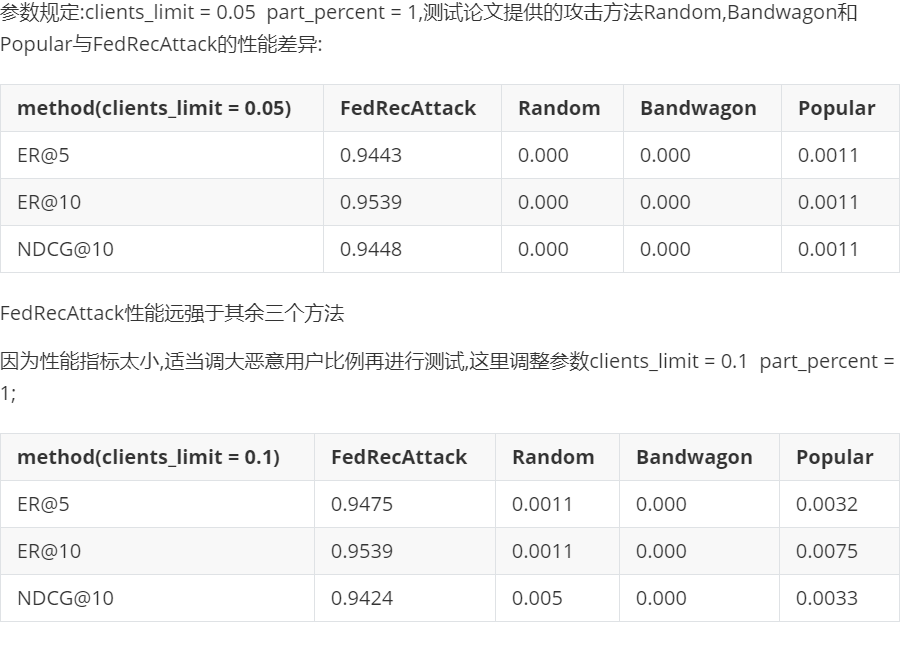 参数规定:clients_limit = 0.05  part_percent = 1,测试论文提供的攻击方法Random,Bandwagon和
Popular与FedRecAttack的性能差异:
method(clients_limit = 0.05) FedRecAttack Random Bandwagon Popular
ER@5 0.9443 0.000 0.000 0.0011
ER@10 0.9539 0.000 0.000 0.0011
NDCG@10 0.9448 0.000 0.000 0.0011
FedRecAttack性能远强于其余三个方法
因为性能指标太小,适当调大恶意用户比例再进行测试,这里调整参数clients_limit = 0.1  part_percent =
1;
method(clients_limit = 0.1) FedRecAttack Random Bandwagon Popular
ER@5 0.9475 0.0011 0.000 0.0032
ER@10 0.9539 0.0011 0.000 0.0075
NDCG@10 0.9424 0.005 0.000 0.0033